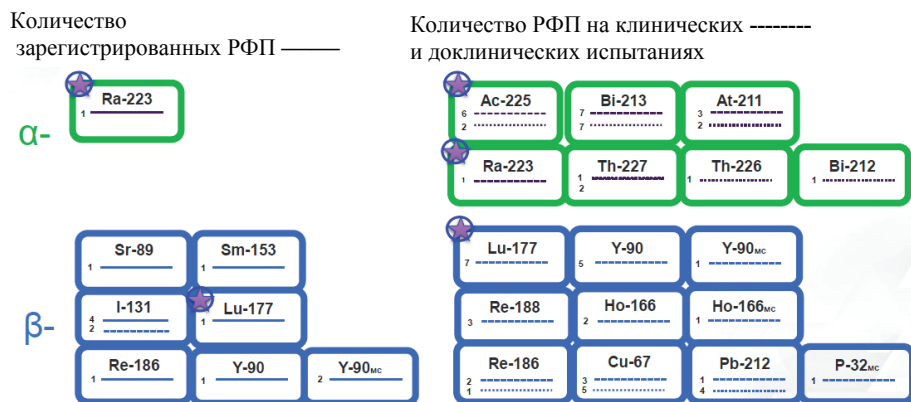 Количество
зарегистрированных РФП ———
Количество РФП на клинических --------
и доклинических испытаниях
α-
Ra-223
1
Ac-225
6
2
Bi-213
7
7
At-211
3
2
Ra-223
1
Th-227
1
2
Th-226
1
Bi-212
1
β-
Sr-89
1
Sm-153
1
I-131
4
2
Lu-177
1
Re-186
1
Y-90
1
Y-90мс
2
Lu-177
7
Y-90
5
Y-90мс
1
Re-188
3
Ho-166
2
Ho-166мс
1
Re-186
2
1
Cu-67
3
5
Pb-212
1
4
P-32мс
1